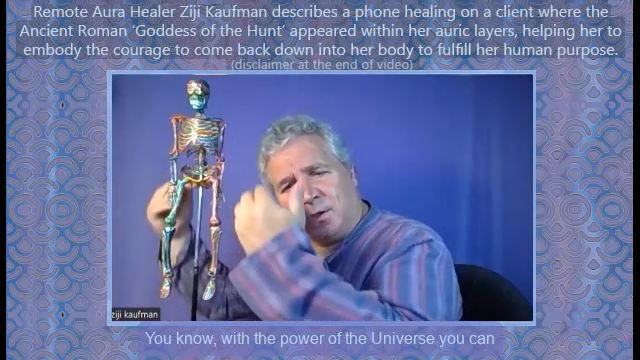 Remote Aura Healer Ziji Kaufman describes a phone healing on a client where the
Ancient Roman 'Goddess of the Hunt' appeared within her auric layers, helping her to
embody the courage to come back down into her body to fulfill her human purpose.
(disclaimer at the end of video)
ziji kaufman
You know, with the power of the Universe you can